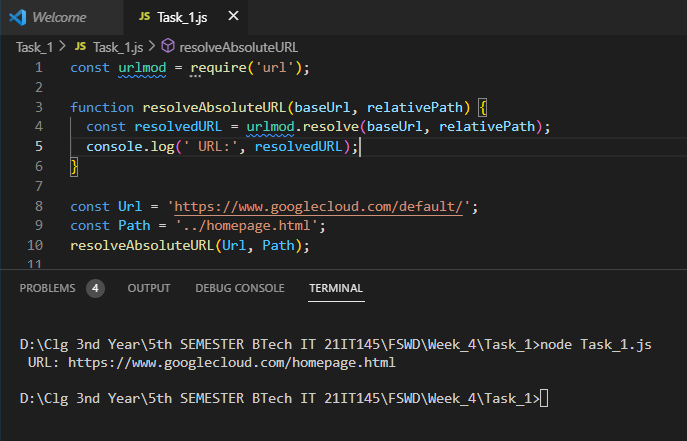 Welcome JS Task_1.js ×
Task_1 > JS Task_1.js > resolveAbsoluteURL
1 const urlmod = require('url');
2
3 function resolveAbsoluteURL(baseUrl, relativePath) {
4   const resolvedURL = urlmod.resolve(baseUrl, relativePath);
5   console.log(' URL:', resolvedURL);
6 }
7
8 const Url = 'https://www.googlecloud.com/default/';
9 const Path = '../homepage.html';
10 resolveAbsoluteURL(Url, Path);
11
PROBLEMS 4 OUTPUT DEBUG CONSOLE TERMINAL
D:\Clg 3nd Year\5th SEMESTER BTech IT 21IT145\FSWD\Week_4\Task_1>node Task_1.js
 URL: https://www.googlecloud.com/homepage.html
D:\Clg 3nd Year\5th SEMESTER BTech IT 21IT145\FSWD\Week_4\Task_1>